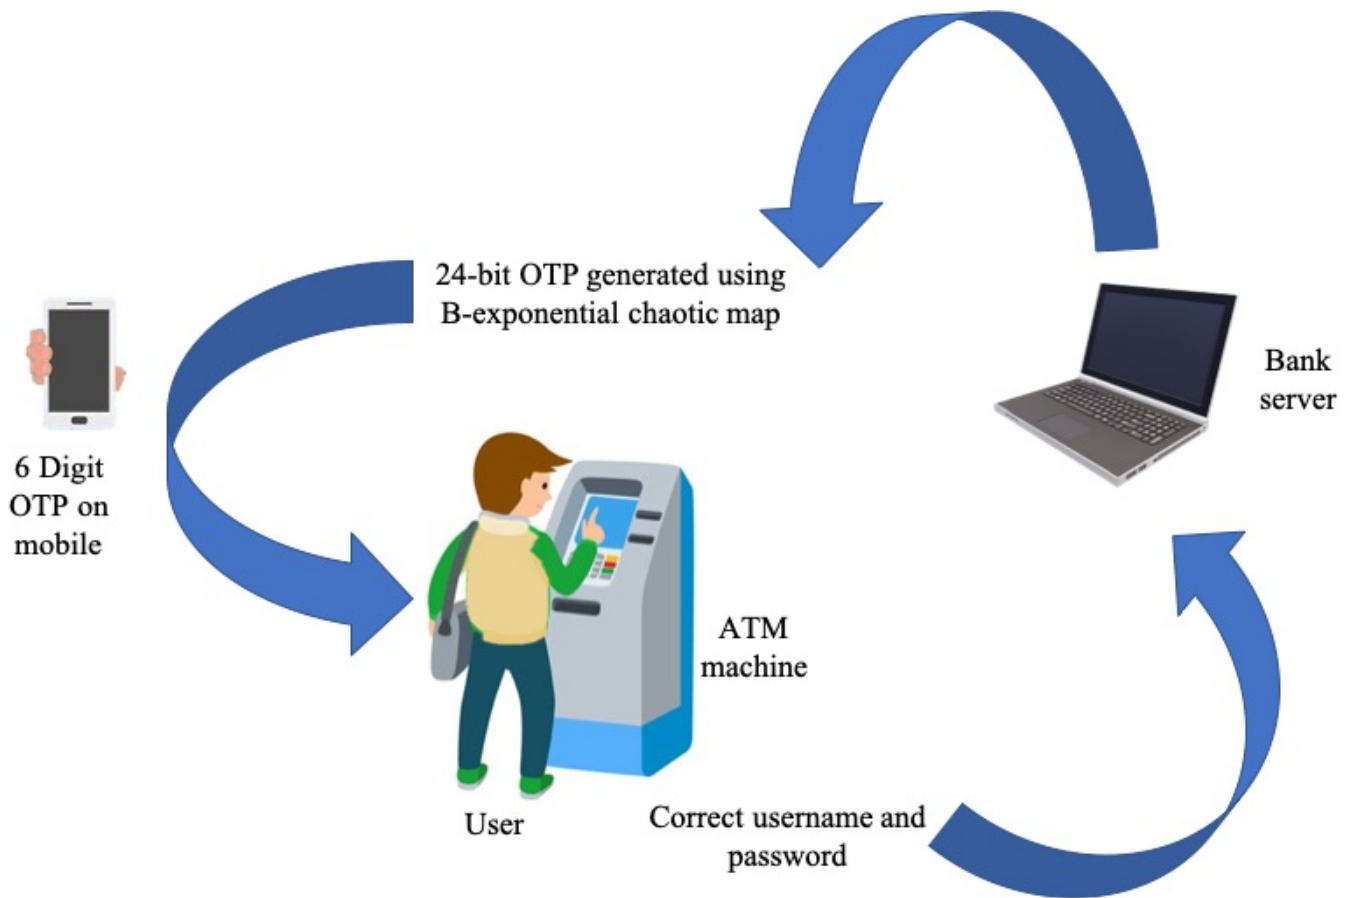 24-bit OTP generated using
B-exponential chaotic map
Bank
server
6 Digit
OTP on
mobile
ATM
machine
User
Correct username and
password